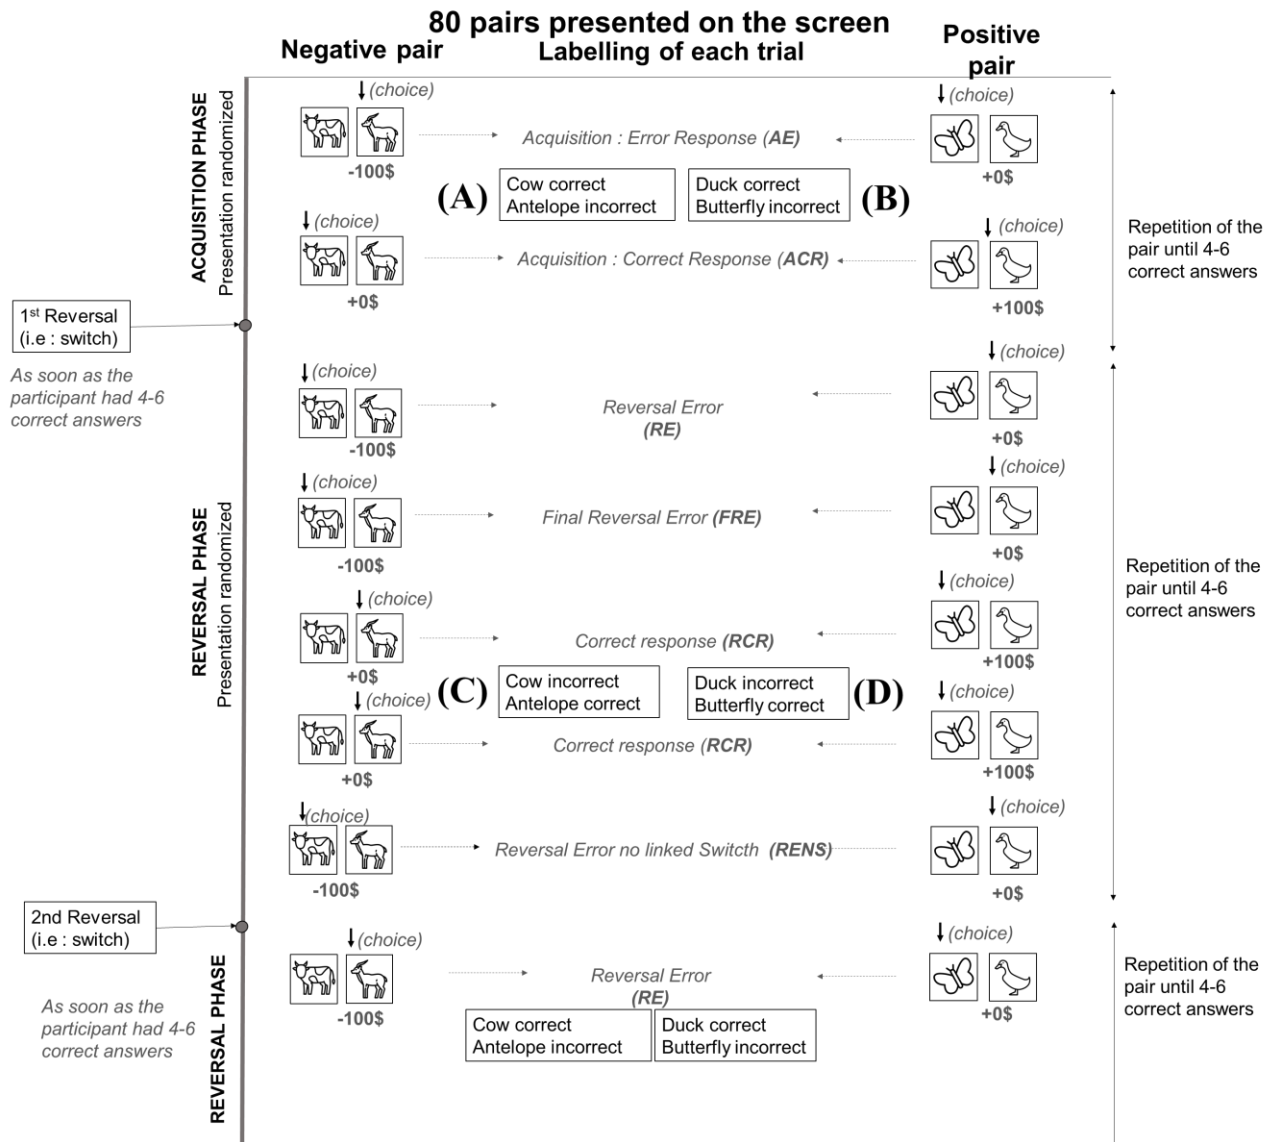 80 pairs presented on the screen
Negative pair
Labelling of each trial
Positive
pair
ACQUISITION PHASE
Presentation randomized
(choice)
(choice)
Acquisition : Error Response (AE)
-100$
+0$
(A)
Cow correct
Antelope incorrect
Duck correct
Butterfly incorrect
(B)
(choice)
(choice)
Acquisition : Correct Response (ACR)
+0$
+100$
Repetition of the
pair until 4-6
correct answers
1st Reversal
(i.e : switch)
As soon as the
participant had 4-6
correct answers
REVERSAL PHASE
Presentation randomized
(choice)
(choice)
Reversal Error
(RE)
-100$
+0$
(choice)
(choice)
Final Reversal Error (FRE)
-100$
+0$
(choice)
(choice)
Correct response (RCR)
+0$
+100$
(C)
Cow incorrect
Antelope correct
Duck incorrect
Butterfly correct
(D)
(choice)
(choice)
Correct response (RCR)
+0$
+100$
Repetition of the
pair until 4-6
correct answers
(choice)
(choice)
Reversal Error no linked Switcth (RENS)
-100$
+0$
2nd Reversal
(i.e : switch)
As soon as the
participant had 4-6
correct answers
REVERSAL PHASE
(choice)
(choice)
Reversal Error
(RE)
-100$
+0$
Cow correct
Antelope incorrect
Duck correct
Butterfly incorrect
Repetition of the
pair until 4-6
correct answers